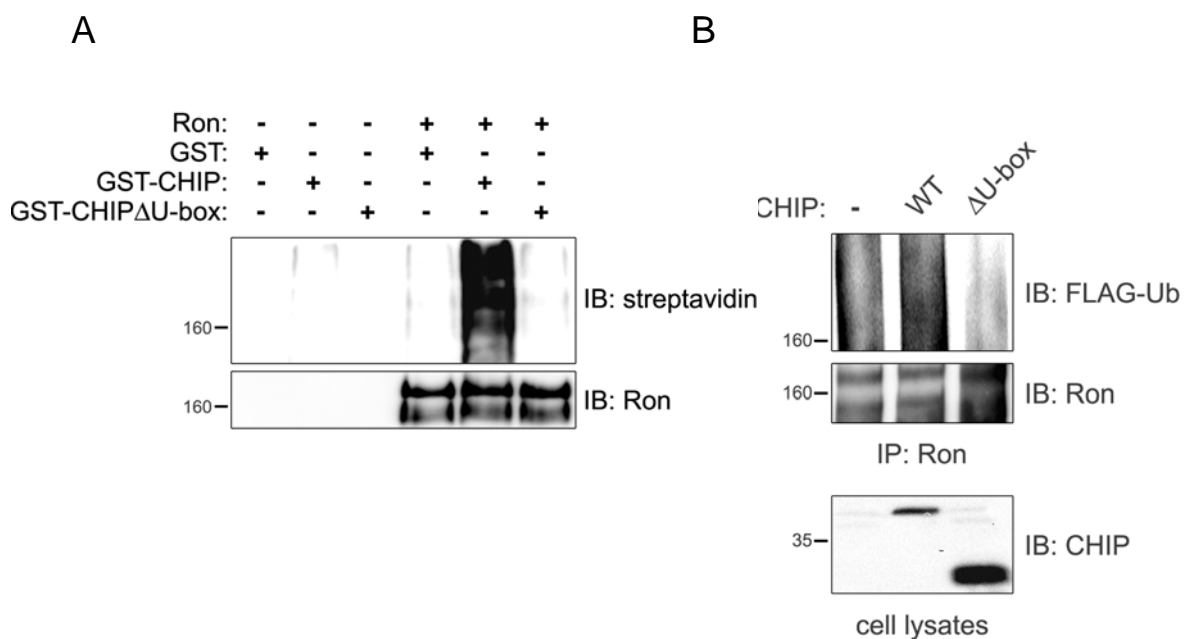 A
B
Ron: - - - + + +
GST: + - - + - -
GST-CHIP: - + - - + -
GST-CHIPΔU-box: - - + - - +
IB: streptavidin
160
IB: Ron
160
CHIP: - WT ΔU-box
IB: FLAG-Ub
160
IB: Ron
160
IP: Ron
IB: CHIP
35
cell lysates